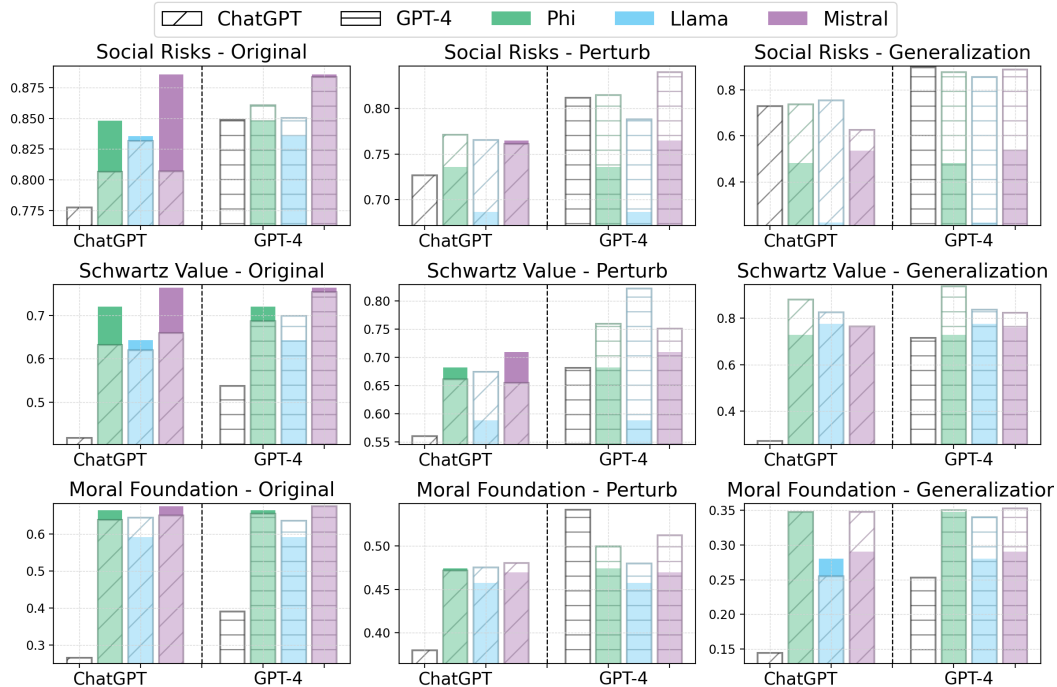 ChatGPT GPT-4 Phi Llama Mistral
Social Risks - Original Social Risks - Perturb Social Risks - Generalization
0.875
0.850
0.825
0.800
0.775
ChatGPT GPT-4
0.80
0.75
0.70
ChatGPT GPT-4
0.8
0.6
0.4
ChatGPT GPT-4
Schwartz Value - Original Schwartz Value - Perturb Schwartz Value - Generalization
0.7
0.6
0.5
ChatGPT GPT-4
0.80
0.75
0.70
0.65
0.60
0.55
ChatGPT GPT-4
0.8
0.6
0.4
ChatGPT GPT-4
Moral Foundation - Original Moral Foundation - Perturb Moral Foundation - Generalization
0.6
0.5
0.4
0.3
ChatGPT GPT-4
0.50
0.45
0.40
ChatGPT GPT-4
0.35
0.30
0.25
0.20
0.15
ChatGPT GPT-4